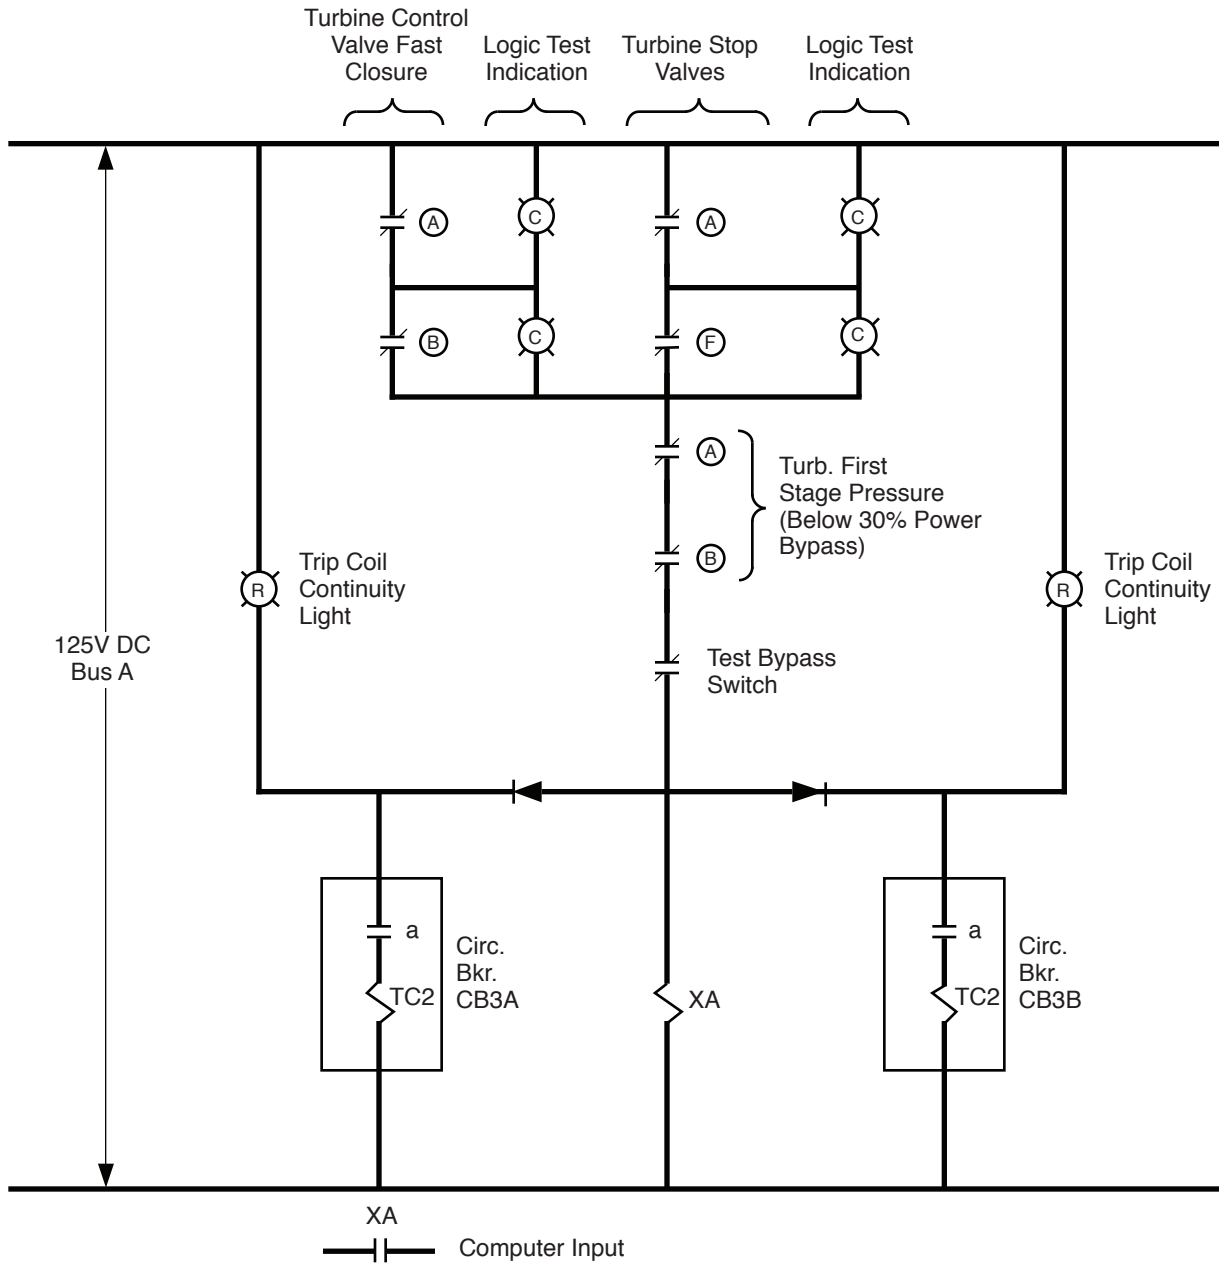 Turbine Control
Valve Fast
Closure
Logic Test
Indication
Turbine Stop
Valves
Logic Test
Indication
A
C
A
C
B
C
F
C
A
B
Turb. First
Stage Pressure
(Below 30% Power
Bypass)
R
Trip Coil
Continuity
Light
R
Trip Coil
Continuity
Light
125V DC
Bus A
Test Bypass
Switch
a
TC2
Circ.
Bkr.
CB3A
XA
a
TC2
Circ.
Bkr.
CB3B
XA
Computer Input